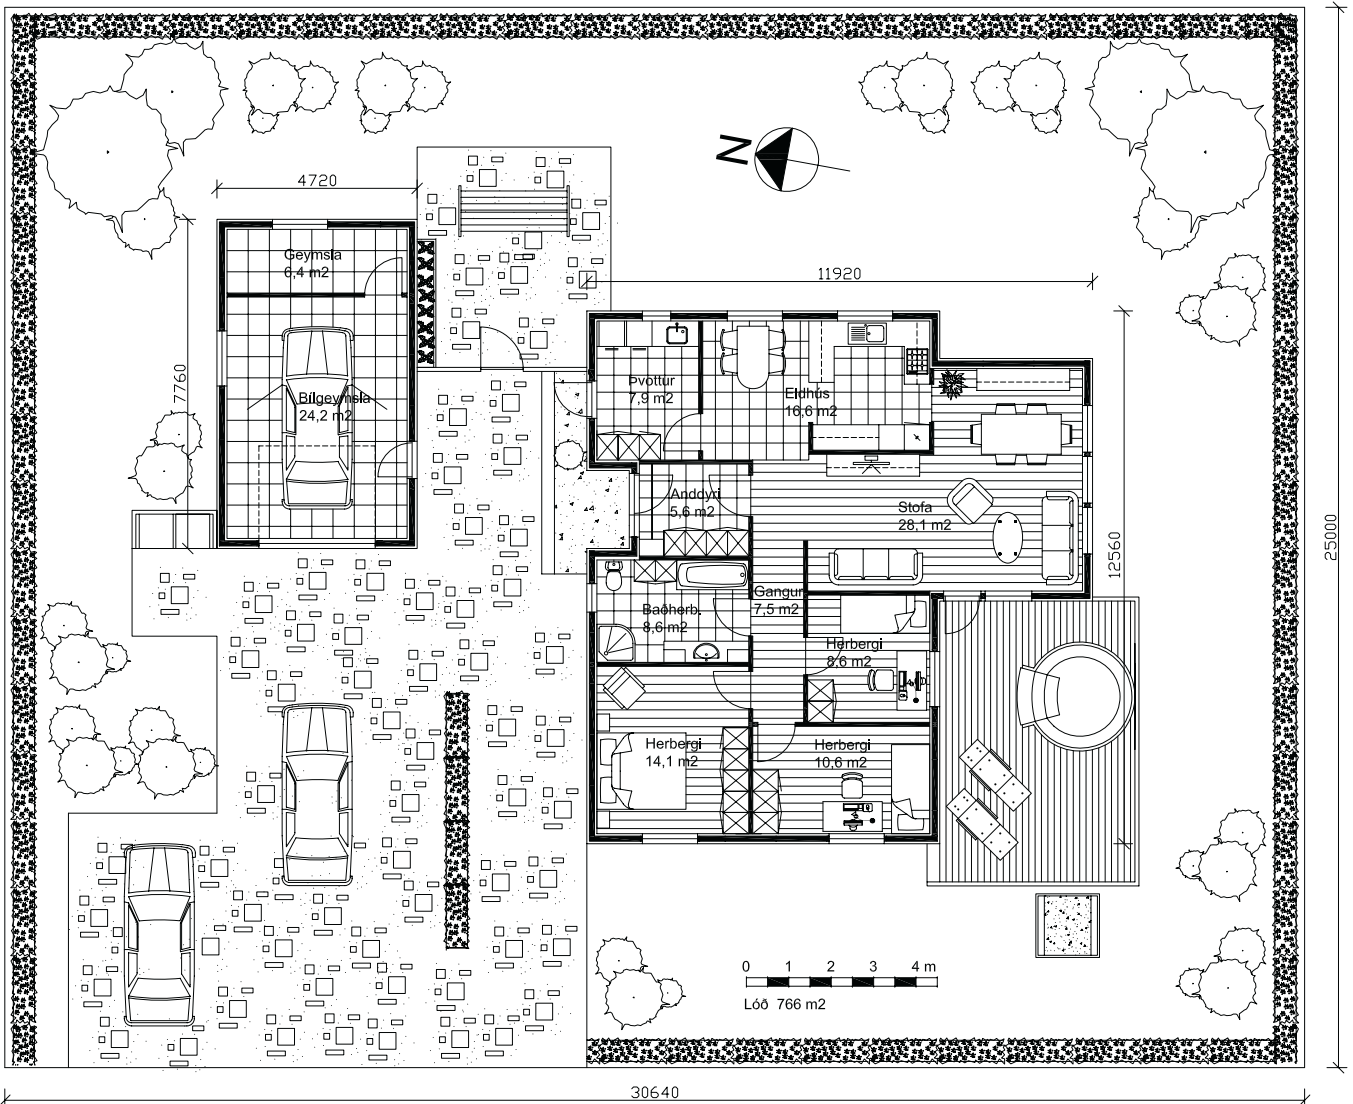 N
4720
Geymsla
6,4 m2
11920
7760
Bílgeymsla
24,2 m2
Þvottur
7,9 m2
Eldhús
16,6 m2
Anddyri
5,6 m2
Stofa
28,1 m2
25000
12560
Gangur
7,5 m2
Baðherb.
8,6 m2
Herbergi
8,6 m2
Herbergi
14,1 m2
Herbergi
10,6 m2
0 1 2 3 4 m
Lóð 766 m2
30640